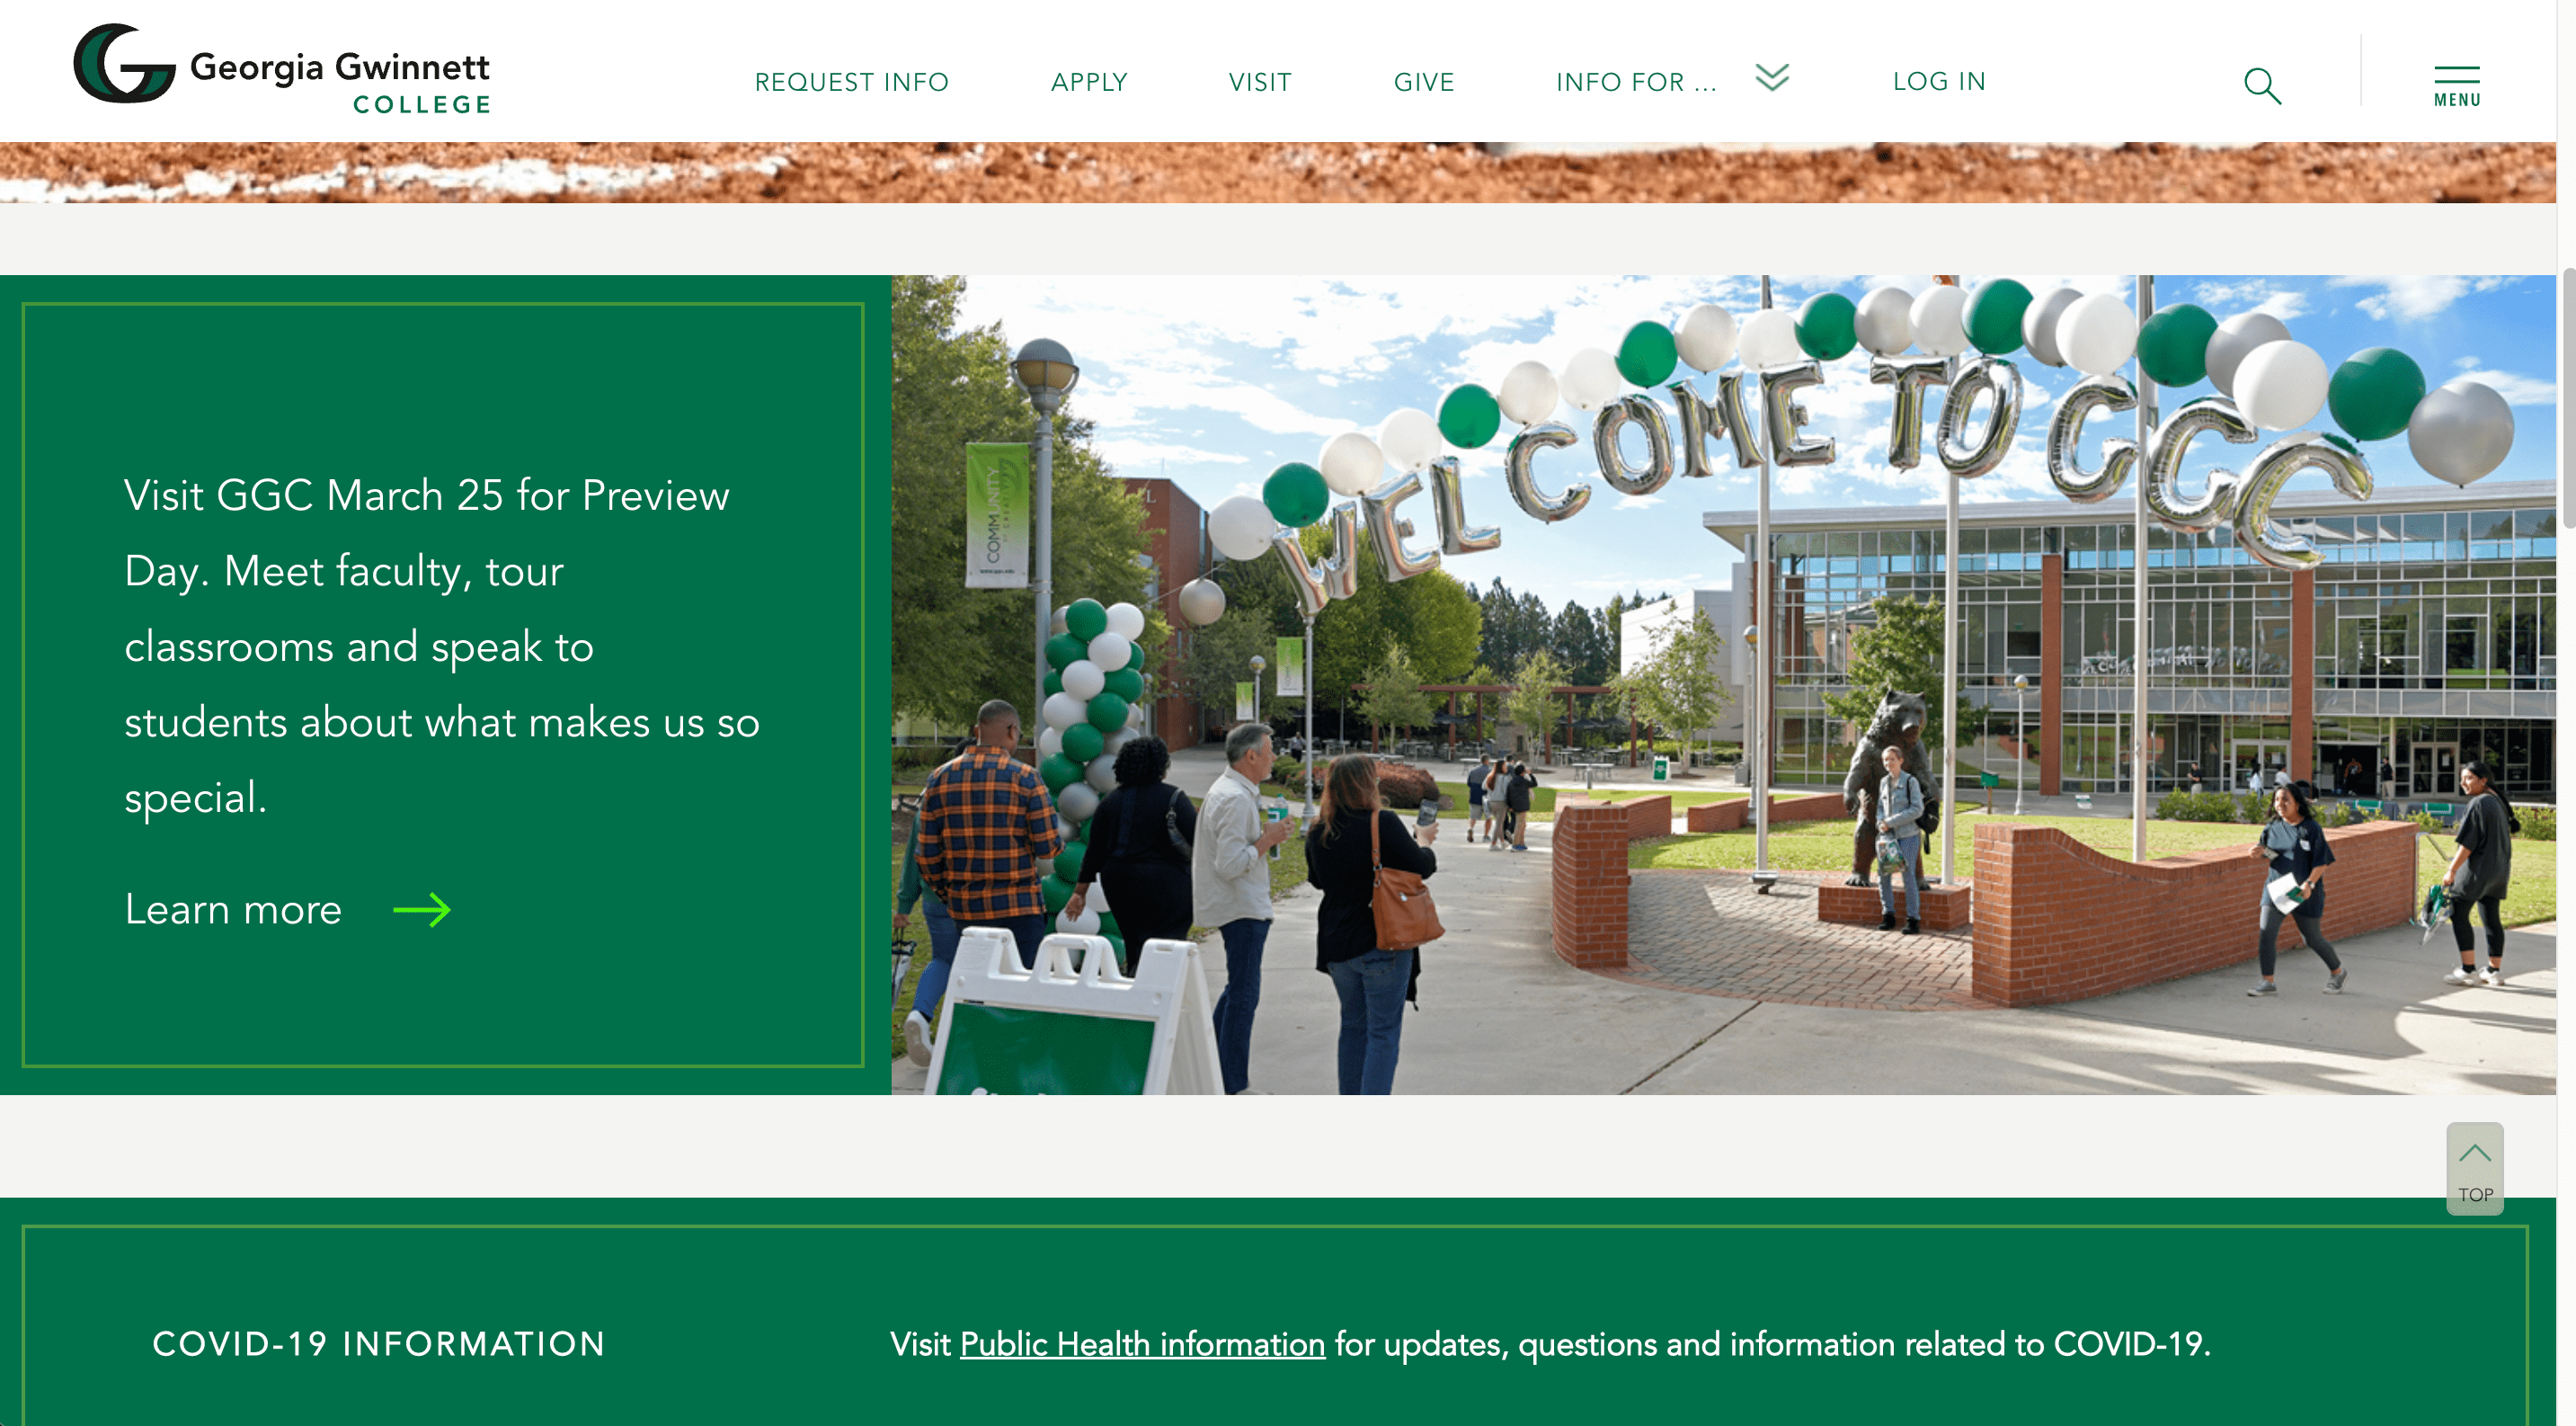 Georgia Gwinnett
COLLEGE
REQUEST INFO
APPLY
VISIT
GIVE
INFO FOR ...
LOG IN
MENU
WELCOME TO GGC
COMMUNITY
Visit GGC March 25 for Preview
Day. Meet faculty, tour
classrooms and speak to
students about what makes us so
special.
Learn more
TOP
COVID-19 INFORMATION
Visit Public Health information for updates, questions and information related to COVID-19.